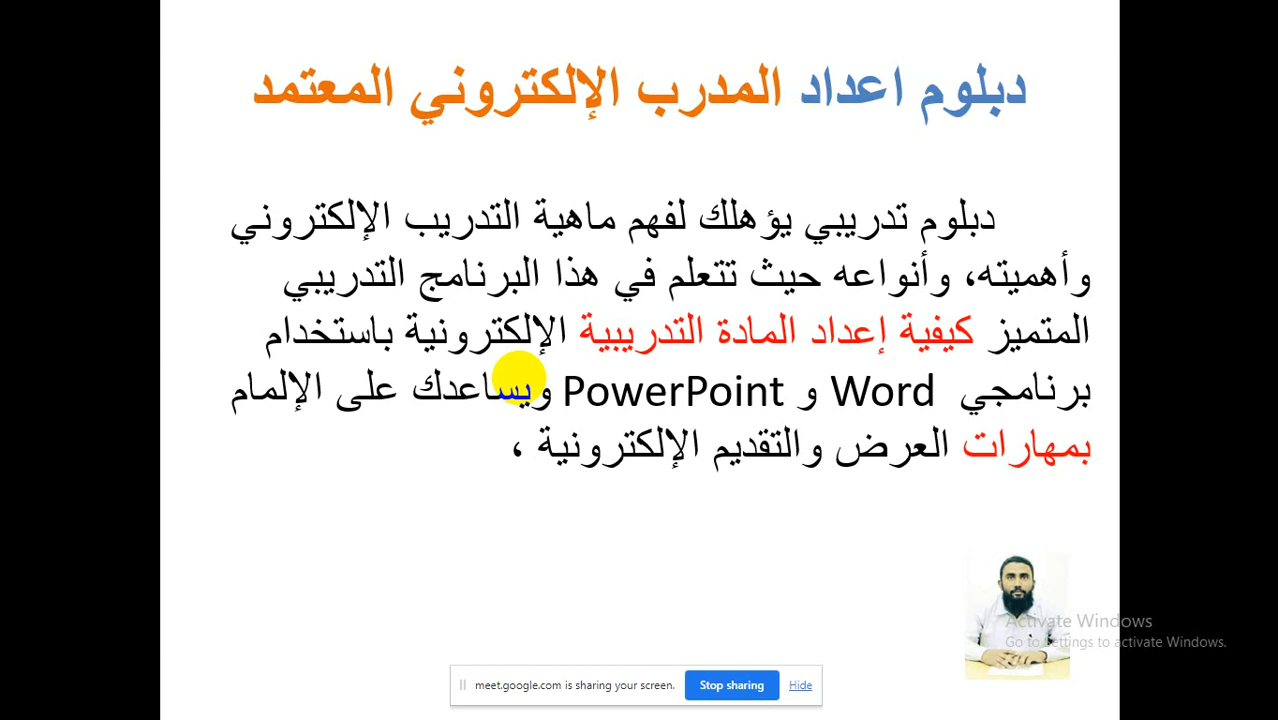 دبلوم اعداد المدرب الإلكتروني المعتمد
دبلوم تدريبي يؤهلك لفهم ماهية التدريب الإلكتروني
وأهميته، وأنواعه حيث تتعلم في هذا البرنامج التدريبي
المتميز كيفية إعداد المادة التدريبية الإلكترونية باستخدام
برنامجي Word و PowerPoint ويساعدك على الإلمام
بمهارات العرض والتقديم الإلكترونية ،
Activate Windows
Go to Settings to activate Windows.
meet.google.com is sharing your screen. Stop sharing Hide